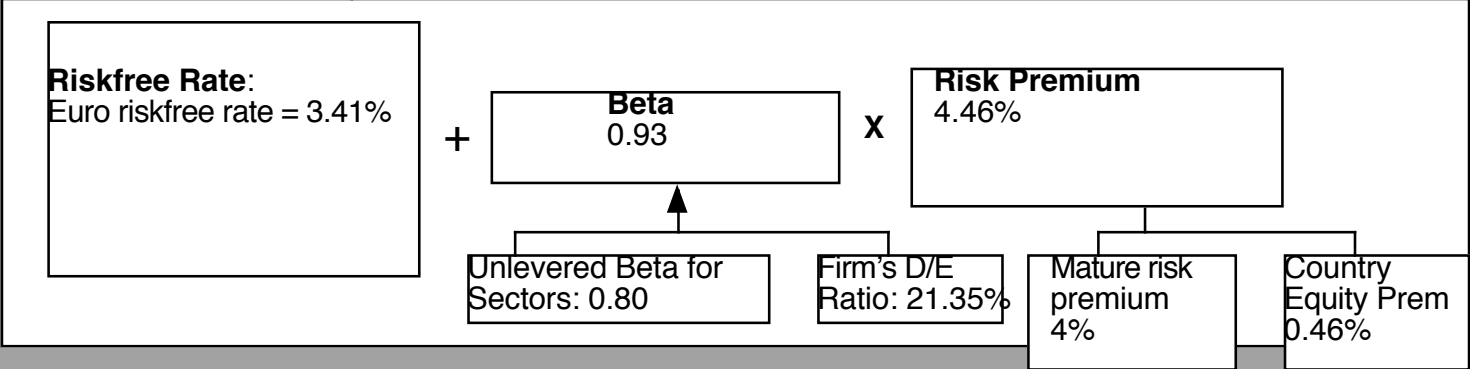 Riskfree Rate:
Euro riskfree rate = 3.41%
+
Beta
0.93
X
Risk Premium
4.46%
Unlevered Beta for
Sectors: 0.80
Firm's D/E
Ratio: 21.35%
Mature risk
premium
4%
Country
Equity Prem
0.46%